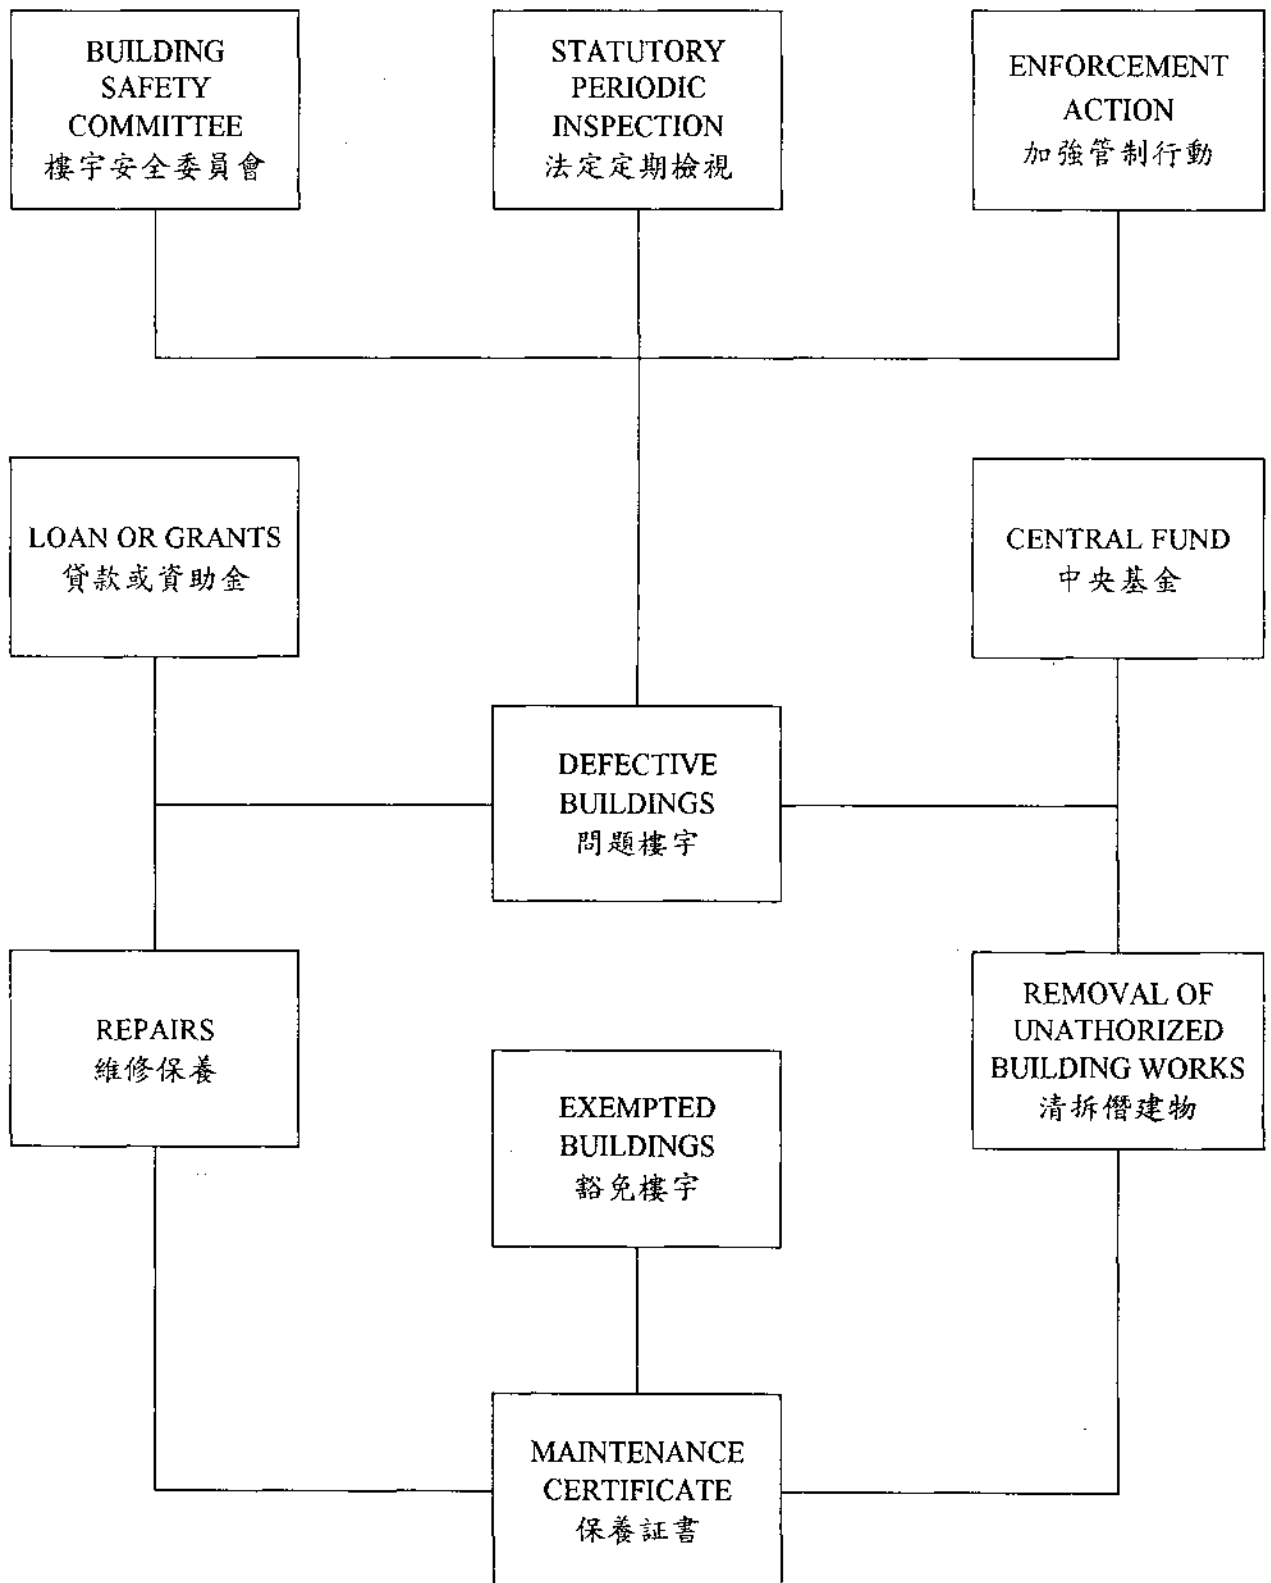 BUILDING
SAFETY
COMMITTEE
樓宇安全委員會
STATUTORY
PERIODIC
INSPECTION
法定定期檢視
ENFORCEMENT
ACTION
加強管制行動
LOAN OR GRANTS
貸款或資助金
CENTRAL FUND
中央基金
DEFECTIVE
BUILDINGS
問題樓宇
REPAIRS
維修保養
EXEMPTED
BUILDINGS
豁免樓宇
REMOVAL OF
UNATHORIZED
BUILDING WORKS
清拆僭建物
MAINTENANCE
CERTIFICATE
保養証書